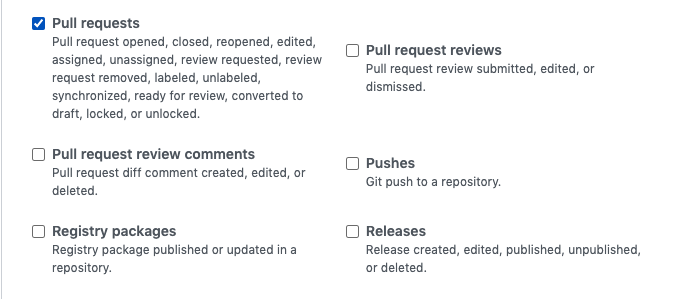 Pull requests
Pull request opened, closed, reopened, edited,
assigned, unassigned, review requested, review
request removed, labeled, unlabeled,
synchronized, ready for review, converted to
draft, locked, or unlocked.
Pull request reviews
Pull request review submitted, edited, or
dismissed.
Pull request review comments
Pull request diff comment created, edited, or
deleted.
Pushes
Git push to a repository.
Registry packages
Registry package published or updated in a
repository.
Releases
Release created, edited, published, unpublished,
or deleted.